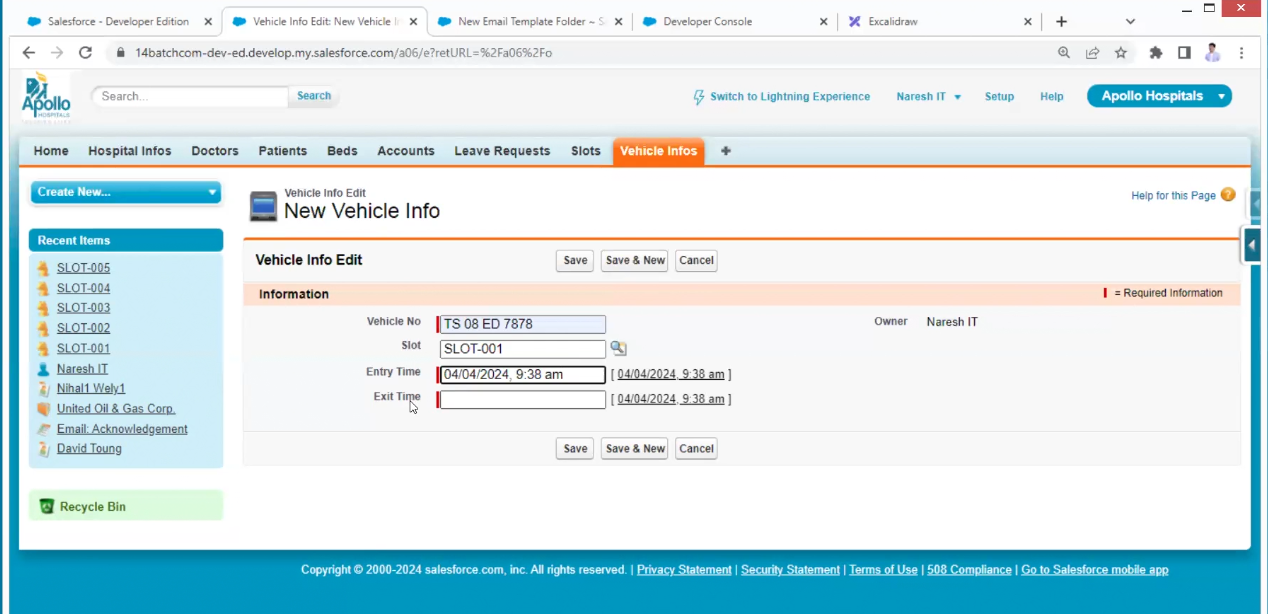 Salesforce - Developer Edition
Vehicle Info Edit: New Vehicle I
New Email Template Folder ~ S
Developer Console
Excalidraw
14batchcom-dev-ed.develop.my.salesforce.com/a06/e?retURL=%2Fa06%2Fo
Apollo
HOSPITALS
Search...
Search
Switch to Lightning Experience
Naresh IT
Setup
Help
Apollo Hospitals
Home Hospital Infos Doctors Patients Beds Accounts Leave Requests Slots Vehicle Infos
Create New...
Vehicle Info Edit
New Vehicle Info
Help for this Page
Recent Items
SLOT-005
SLOT-004
SLOT-003
SLOT-002
SLOT-001
Naresh IT
Nihal1 Wely1
United Oil & Gas Corp.
Email: Acknowledgement
David Toung
Recycle Bin
Vehicle Info Edit
Save Save & New Cancel
Information
= Required Information
Vehicle No TS 08 ED 7878
Owner Naresh IT
Slot SLOT-001
Entry Time 04/04/2024, 9:38 am [ 04/04/2024, 9:38 am ]
Exit Time [ 04/04/2024, 9:38 am ]
Save Save & New Cancel
Copyright © 2000-2024 salesforce.com, inc. All rights reserved. | Privacy Statement | Security Statement | Terms of Use | 508 Compliance | Go to Salesforce mobile app